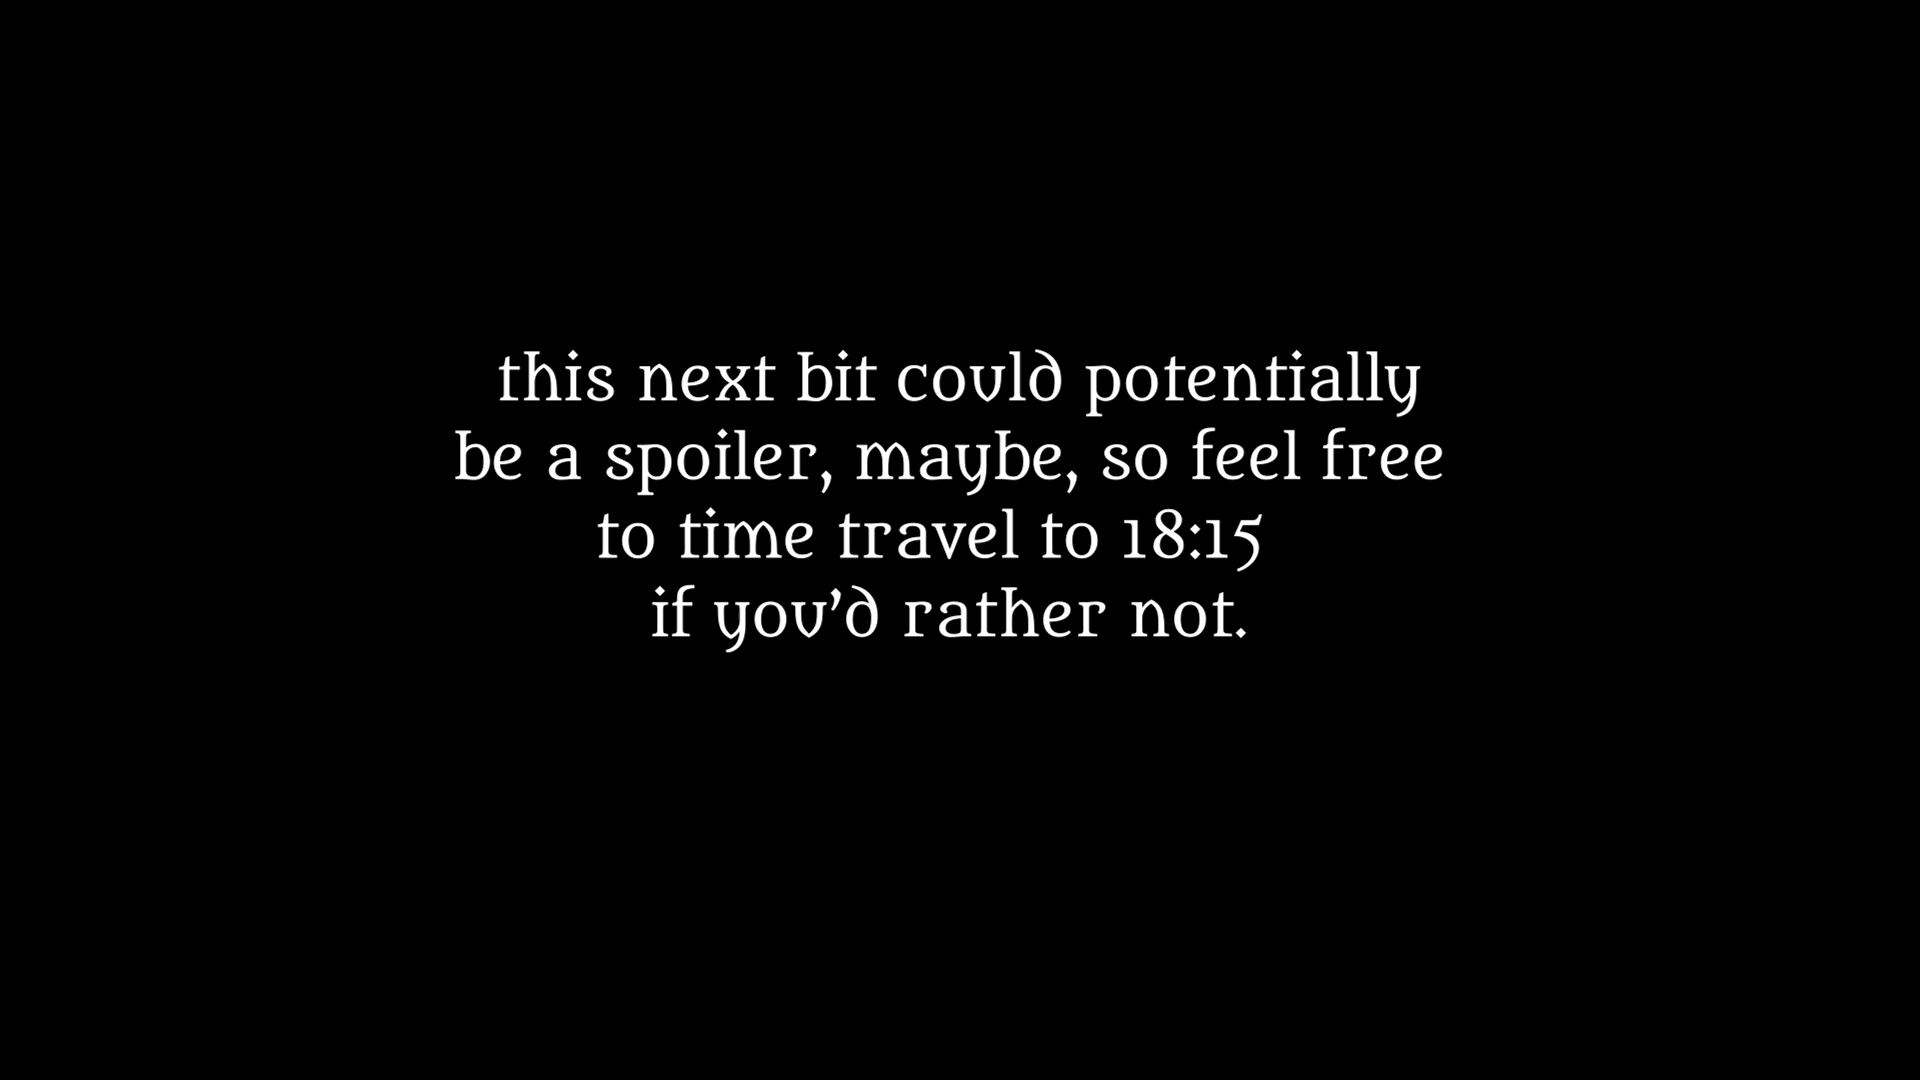 this next bit could potentially
be a spoiler, maybe, so feel free
to time travel to 18:15
if you'd rather not.